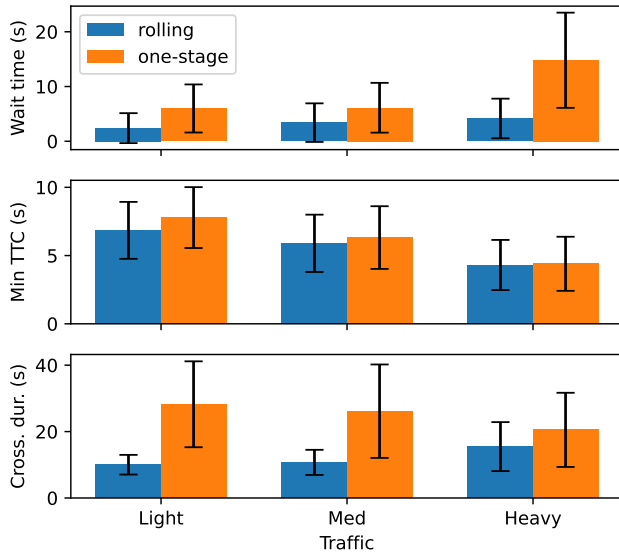 Wait time (s)
20
10
0
rolling
one-stage
Min TTC (s)
10
5
0
Cross. dur. (s)
40
20
0
Light
Med
Heavy
Traffic